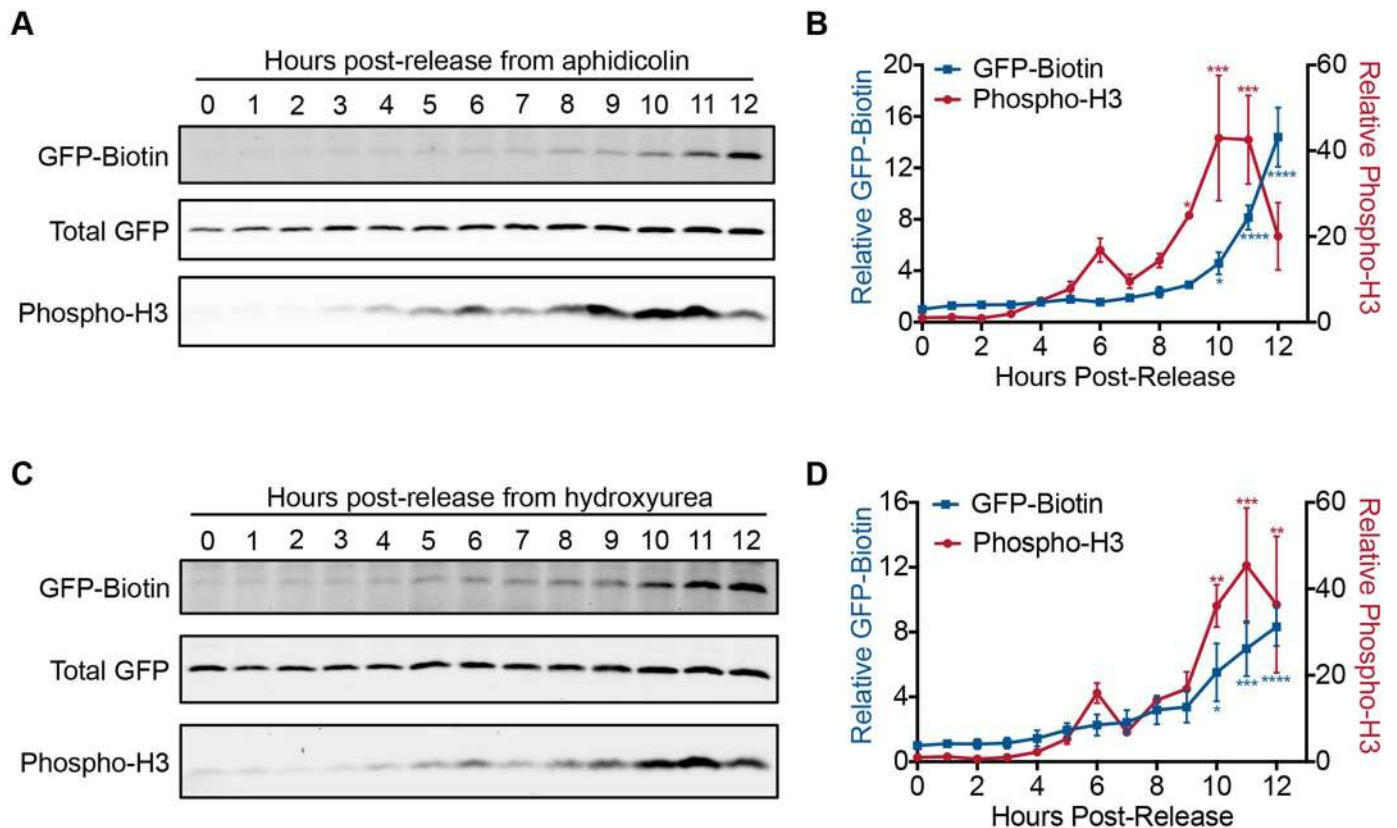 A
Hours post-release from aphidicolin
0 1 2 3 4 5 6 7 8 9 10 11 12
GFP-Biotin
Total GFP
Phospho-H3
B
GFP-Biotin
Phospho-H3
Relative GFP-Biotin
20
16
12
8
4
0
*
***
***
*
****
****
60
40
20
0
Relative Phospho-H3
0 2 4 6 8 10 12
Hours Post-Release
C
Hours post-release from hydroxyurea
0 1 2 3 4 5 6 7 8 9 10 11 12
GFP-Biotin
Total GFP
Phospho-H3
D
GFP-Biotin
Phospho-H3
Relative GFP-Biotin
16
12
8
4
0
**
***
**
*
***
****
60
40
20
0
Relative Phospho-H3
0 2 4 6 8 10 12
Hours Post-Release